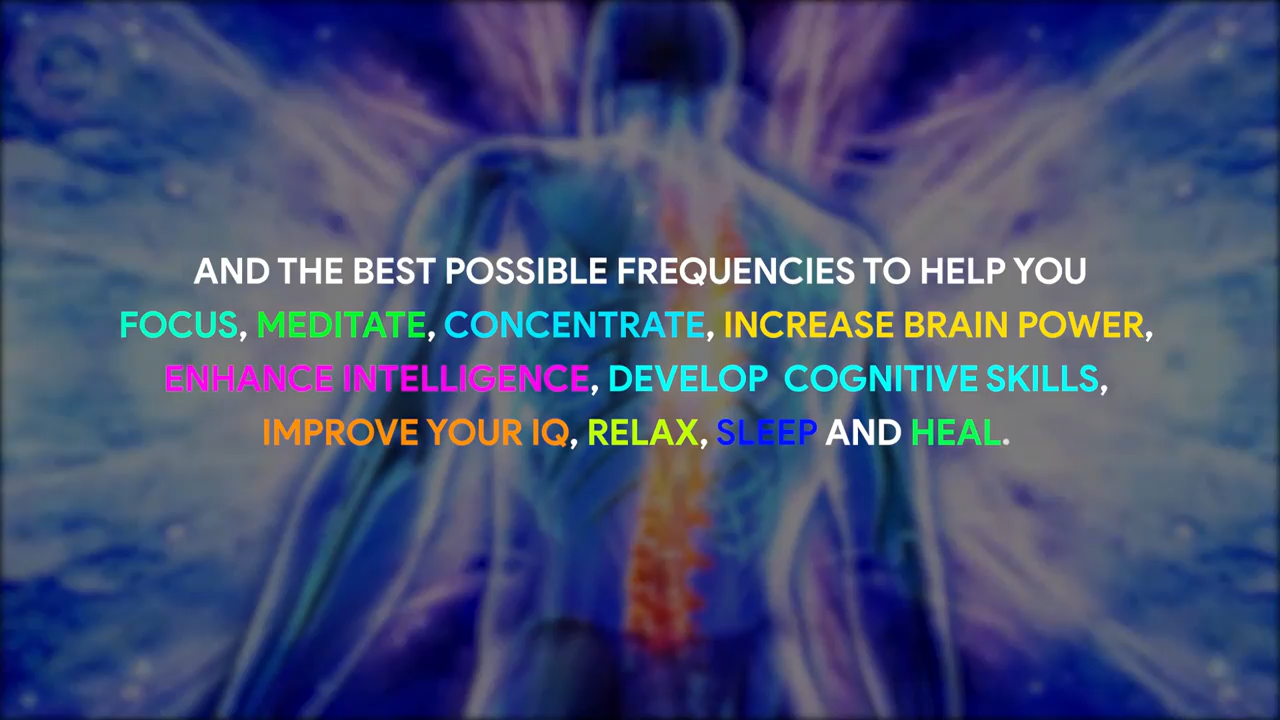 AND THE BEST POSSIBLE FREQUENCIES TO HELP YOU
FOCUS, MEDITATE, CONCENTRATE, INCREASE BRAIN POWER,
ENHANCE INTELLIGENCE, DEVELOP COGNITIVE SKILLS,
IMPROVE YOUR IQ, RELAX, SLEEP AND HEAL.